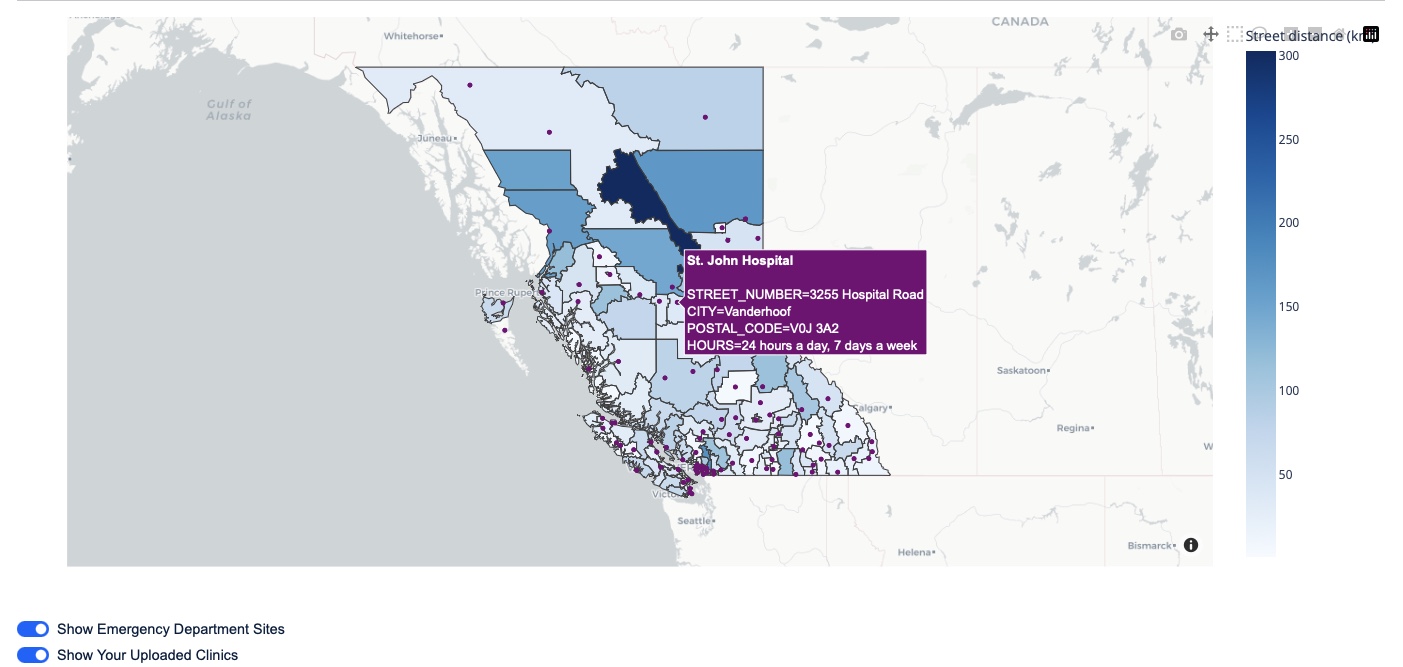 CANADA
Whitehorse
Street distance (km
300
Gulf of
Alaska
Juneau
250
200
St. John Hospital
STREET_NUMBER=3255 Hospital Road
CITY=Vanderhoof
POSTAL_CODE=V0J 3A2
HOURS=24 hours a day, 7 days a week
Prince Rupe
150
Saskatoon
100
Calgary
Regina
W
50
Victo
Seattle
Bismarck
Helena
Show Emergency Department Sites
Show Your Uploaded Clinics